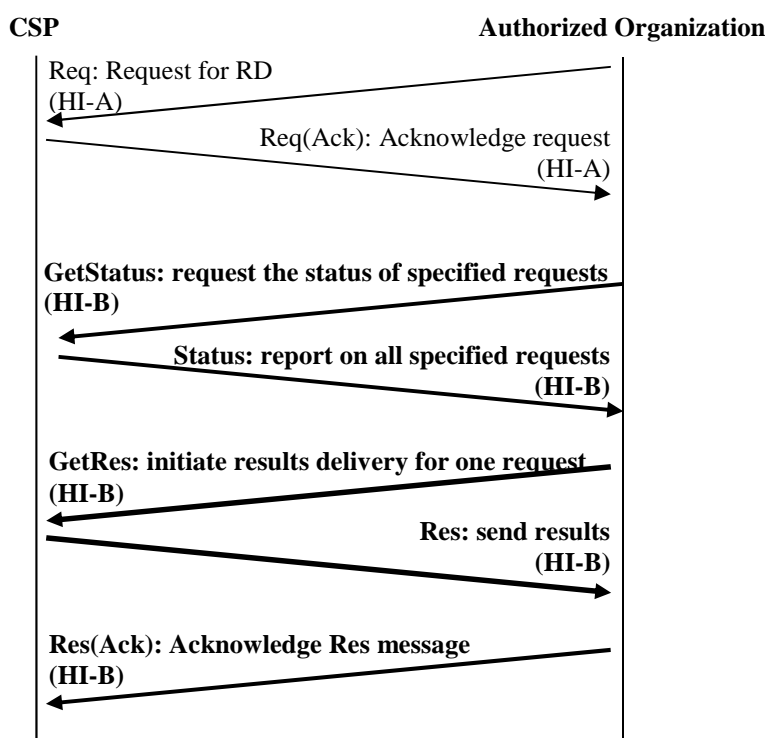 CSP Authorized Organization
Req: Request for RD
(HI-A)
Req(Ack): Acknowledge request
(HI-A)
GetStatus: request the status of specified requests
(HI-B)
Status: report on all specified requests
(HI-B)
GetRes: initiate results delivery for one request
(HI-B)
Res: send results
(HI-B)
Res(Ack): Acknowledge Res message
(HI-B)